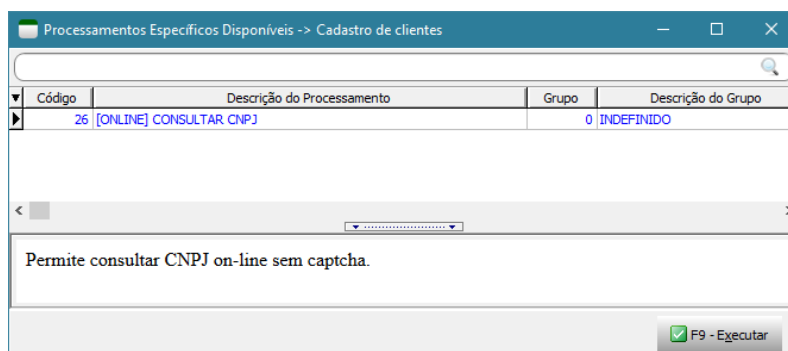 Processamentos Específicos Disponíveis -> Cadastro de clientes
Código Descrição do Processamento Grupo Descrição do Grupo
26 [ONLINE] CONSULTAR CNPJ 0 INDEFINIDO
Permite consultar CNPJ on-line sem captcha.
F9 - Executar